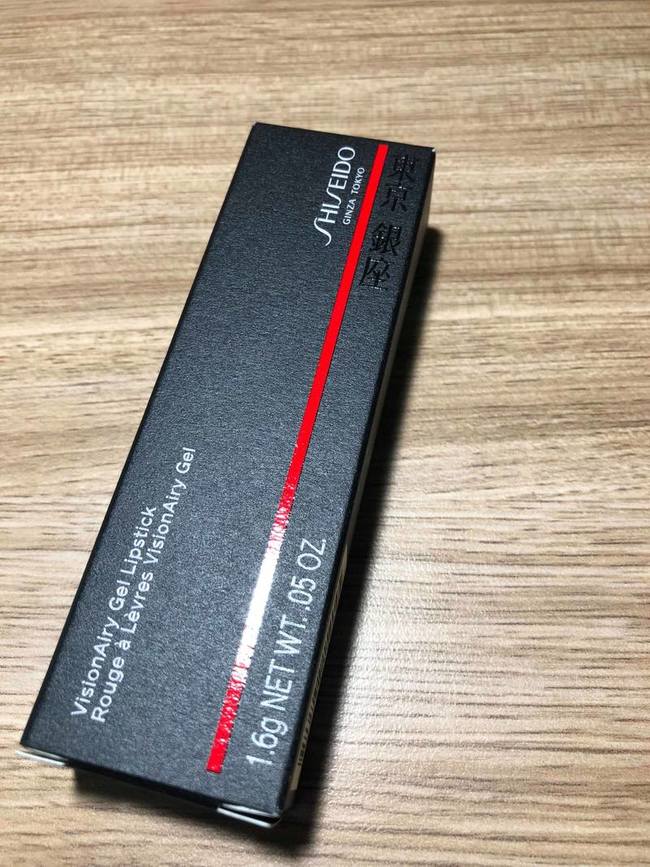 SHISEIDO
GINZA TOKYO
東京 銀座
VisionAiry Gel Lipstick
Rouge à Lèvres VisionAiry Gel
1.6g NET WT. .05 OZ.